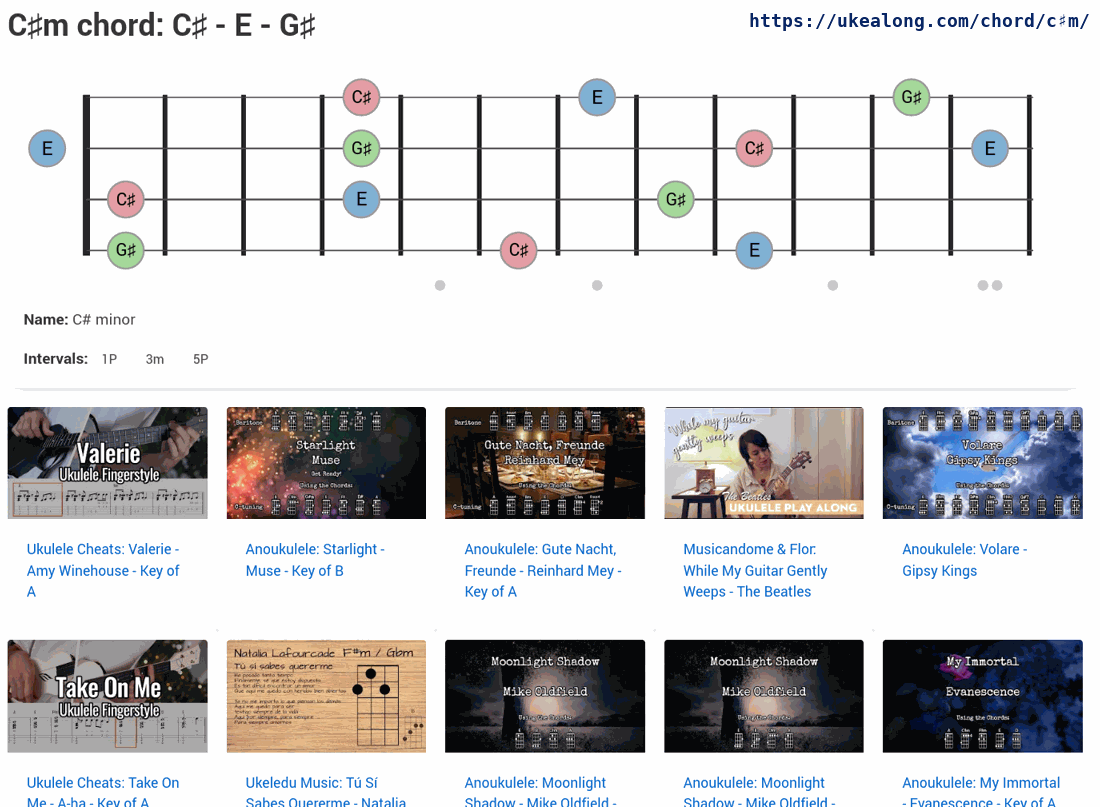 C♯m chord: C♯ - E - G♯
https://ukealong.com/chord/c♯m/
C♯
E
G♯
E
G♯
C♯
E
C♯
E
G♯
G♯
C♯
E
Name: C# minor
Intervals: 1P 3m 5P
Valerie
Ukulele Fingerstyle
Baritone
Starlight
Muse
Get Ready!
Using the Chords:
C-tuning
Baritone
Gute Nacht, Freunde
Reinhard Mey
Using the Chords:
C-tuning
While my guitar
gently weeps
The Beatles
UKULELE PLAY ALONG
Baritone
Volare
Gipsy Kings
Using the Chords:
C-tuning
Ukulele Cheats: Valerie -
Amy Winehouse - Key of
A
Anoukulele: Starlight -
Muse - Key of B
Anoukulele: Gute Nacht,
Freunde - Reinhard Mey -
Key of A
Musicandome & Flor:
While My Guitar Gently
Weeps - The Beatles
Anoukulele: Volare -
Gipsy Kings
Take On Me
Ukulele Fingerstyle
Natalia Lafourcade F#m / Gbm
Tú sí sabes quererme
Moonlight Shadow
Mike Oldfield
Using the Chords:
Moonlight Shadow
Mike Oldfield
Using the Chords:
My Immortal
Evanescence
Using the Chords:
Ukulele Cheats: Take On
Me - A-ha - Key of A
Ukeledu Music: Tú Sí
Sabes Quererme - Natalia
Anoukulele: Moonlight
Shadow - Mike Oldfield -
Anoukulele: Moonlight
Shadow - Mike Oldfield -
Anoukulele: My Immortal
- Evanescence - Key of A